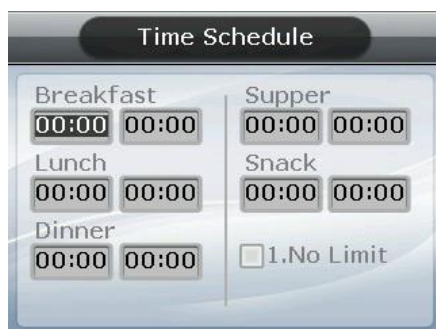 Time Schedule
Breakfast
00:00 00:00
Lunch
00:00 00:00
Dinner
00:00 00:00
Supper
00:00 00:00
Snack
00:00 00:00
1.No Limit